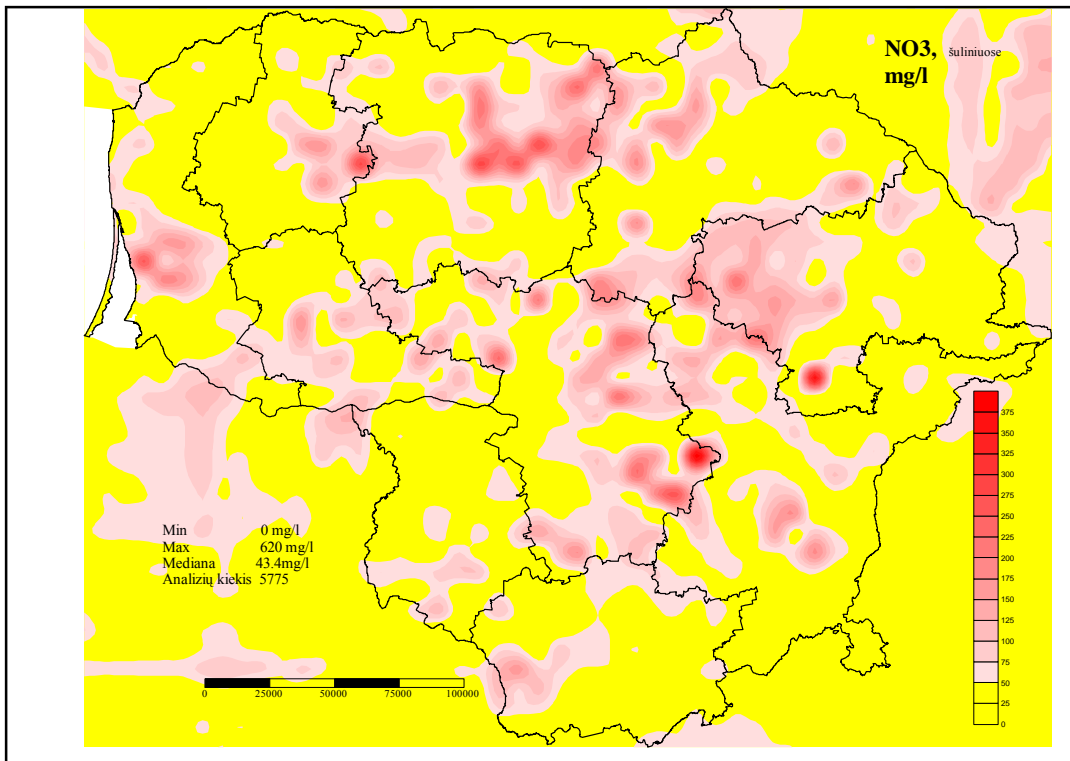 NO3, šuliniuose
mg/l
375
350
325
300
275
250
225
200
175
150
125
100
75
50
25
0
Min 0 mg/l
Max 620 mg/l
Mediana 43.4mg/l
Analizių kiekis 5775
0 25000 50000 75000 100000